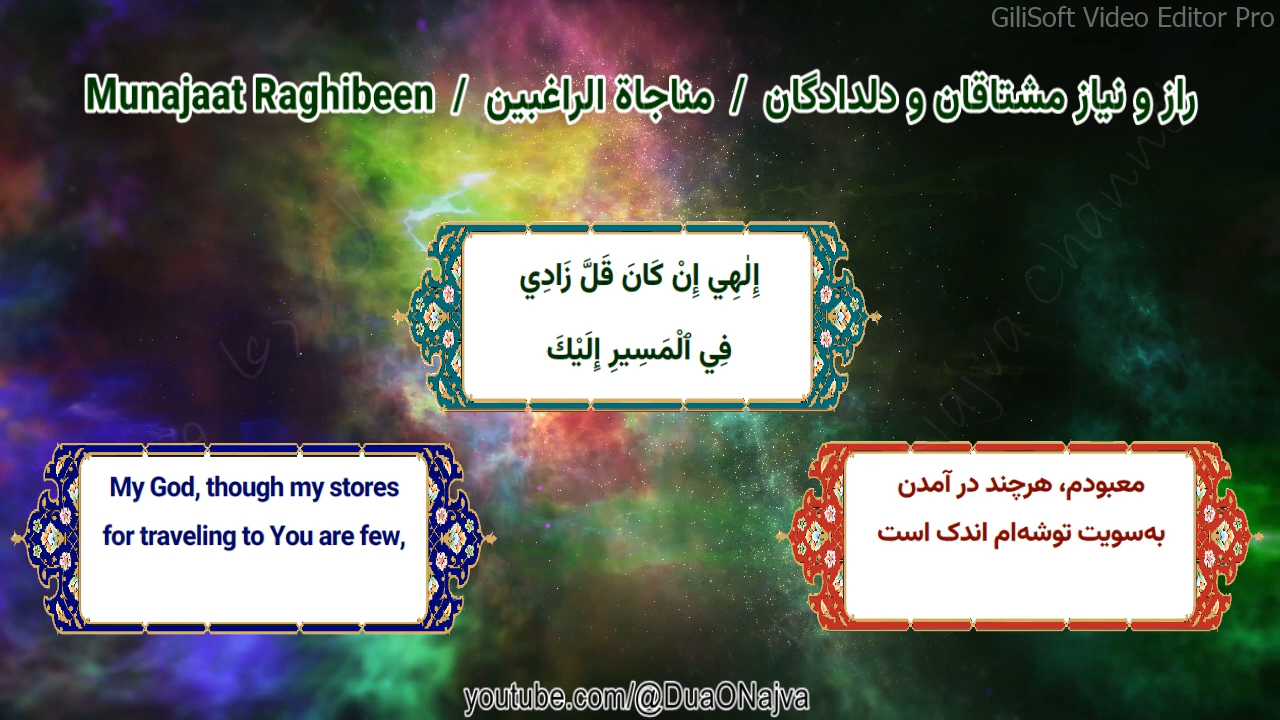 GiliSoft Video Editor Pro
Munajaat Raghibeen / مناجاة الراغبين / راز و نیاز مشتاقان و دلدادگان
إِلٰهِي إِنْ كَانَ قَلَّ زَادِي
فِي ٱلْمَسِيرِ إِلَيْكَ
My God, though my stores
for traveling to You are few,
معبودم، هرچند در آمدن
به‌سویت توشه‌ام اندک است
youtube.com/@DuaONajva